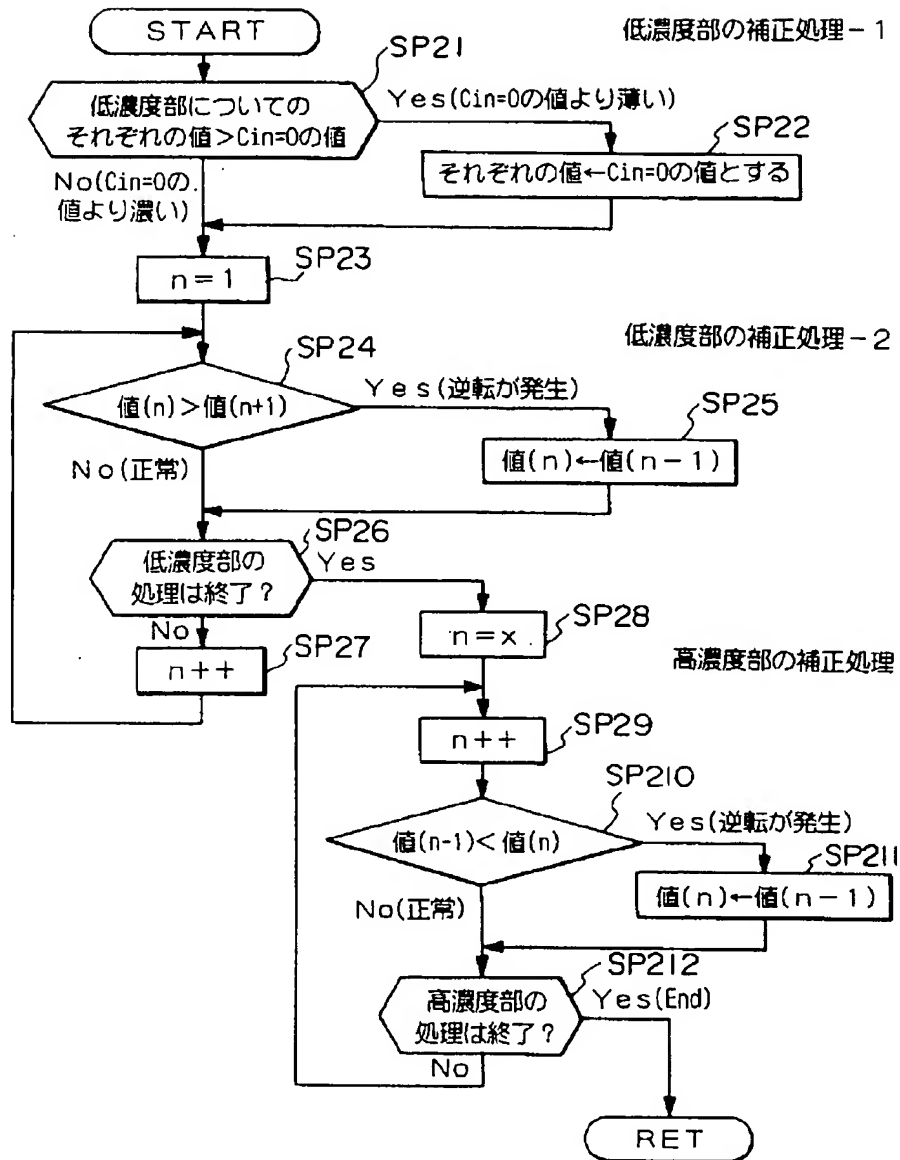 START
低濃度部の補正処理－1
SP21
低濃度部についての
それぞれの値＞Cin=0の値
Yes(Cin=0の値より薄い)
SP22
それぞれの値←Cin=0の値とする
No(Cin=0の.
値より濃い)
SP23
n＝1
低濃度部の補正処理－2
SP24
値(n)＞値(n+1)
Yes(逆転が発生)
SP25
値(n)←値(n－1)
No(正常)
SP26
低濃度部の
処理は終了？
Yes
SP28
n＝x.
No
SP27
n++
高濃度部の補正処理
SP29
n++
SP210
値(n-1)＜値(n)
Yes(逆転が発生)
SP211
値(n)←値(n－1)
No(正常)
SP212
高濃度部の
処理は終了？
Yes(End)
No
RET